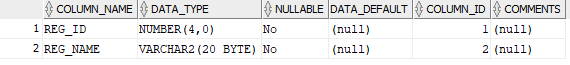 COLUMN_NAME DATA_TYPE NULLABLE DATA_DEFAULT COLUMN_ID COMMENTS
1 REG_ID NUMBER(4,0) No (null) 1 (null)
2 REG_NAME VARCHAR2(20 BYTE) No (null) 2 (null)